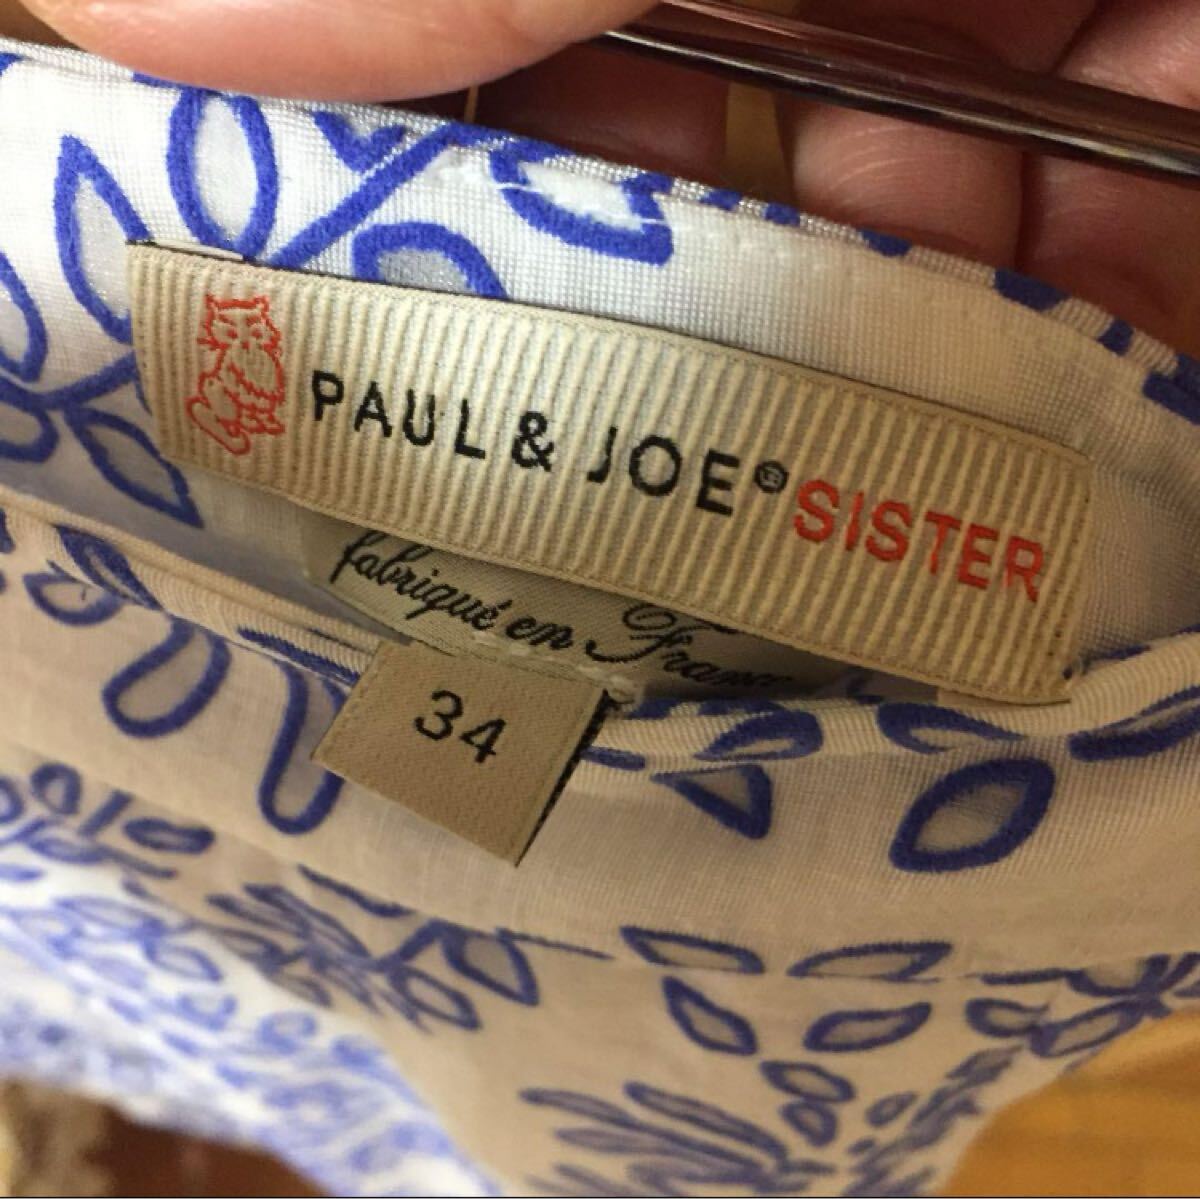 PAUL & JOE® SISTER
fabriqué en France
34